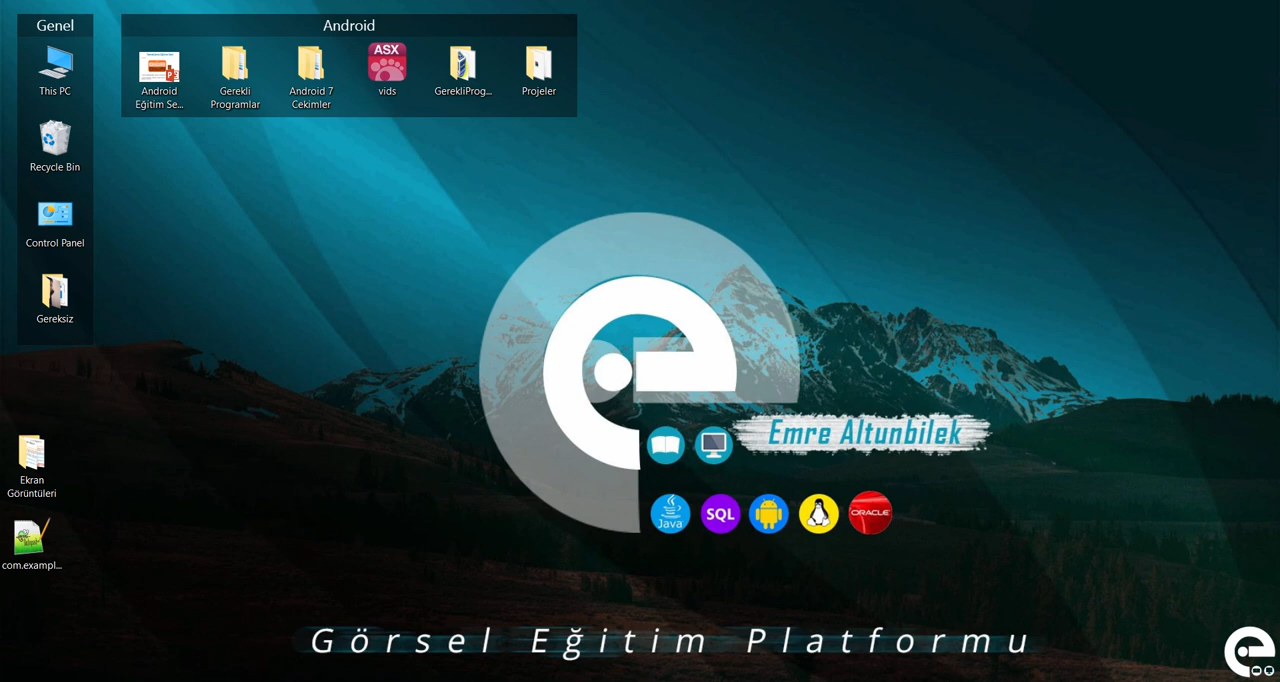 Genel
This PC
Recycle Bin
Control Panel
Gereksiz
Android
Android
Eğitim Se...
Gerekli
Programlar
Android 7
Cekimler
ASX
vids
GerekliProg...
Projeler
Ekran
Görüntüleri
com.exampl...
Emre Altunbilek
Java
SQL
ORACLE
Görsel Eğitim Platformu